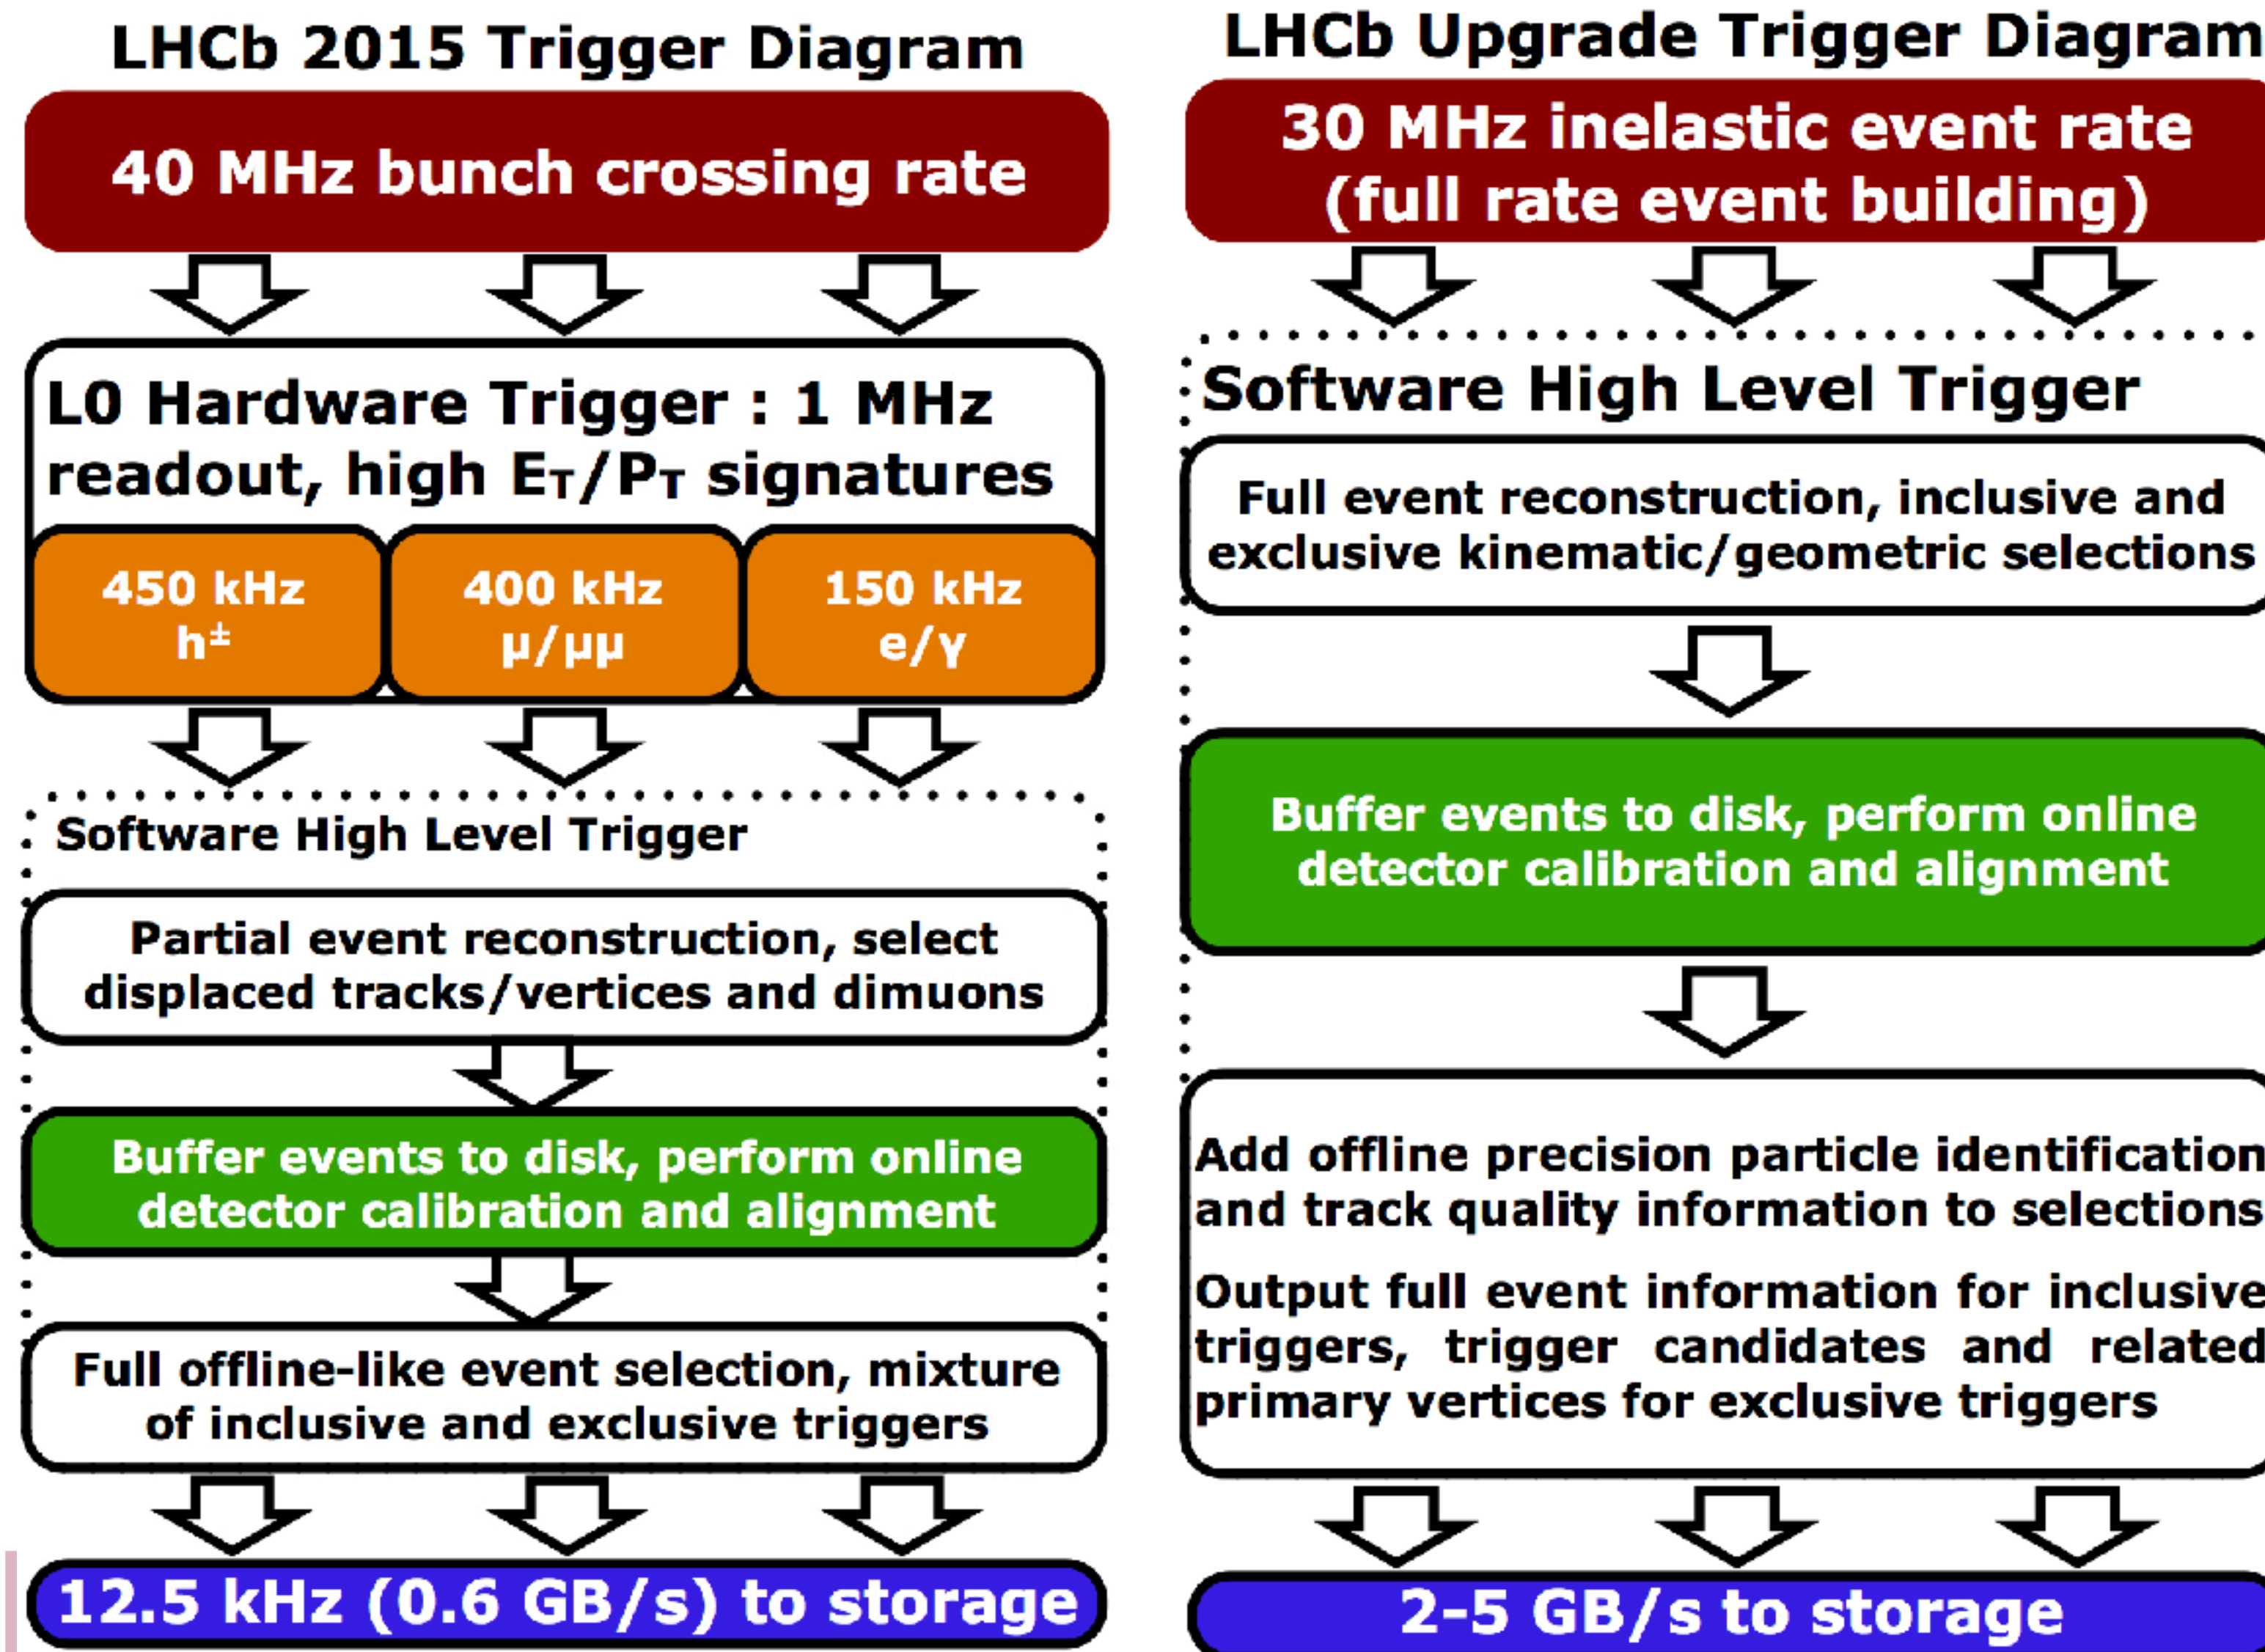 LHCb 2015 Trigger Diagram
40 MHz bunch crossing rate
L0 Hardware Trigger : 1 MHz
readout, high ET/PT signatures
450 kHz
h±
400 kHz
μ/μμ
150 kHz
e/γ
Software High Level Trigger
Partial event reconstruction, select
displaced tracks/vertices and dimuons
Buffer events to disk, perform online
detector calibration and alignment
Full offline-like event selection, mixture
of inclusive and exclusive triggers
12.5 kHz (0.6 GB/s) to storage
LHCb Upgrade Trigger Diagram
30 MHz inelastic event rate
(full rate event building)
Software High Level Trigger
Full event reconstruction, inclusive and
exclusive kinematic/geometric selections
Buffer events to disk, perform online
detector calibration and alignment
Add offline precision particle identification
and track quality information to selections
Output full event information for inclusive
triggers, trigger candidates and related
primary vertices for exclusive triggers
2-5 GB/s to storage